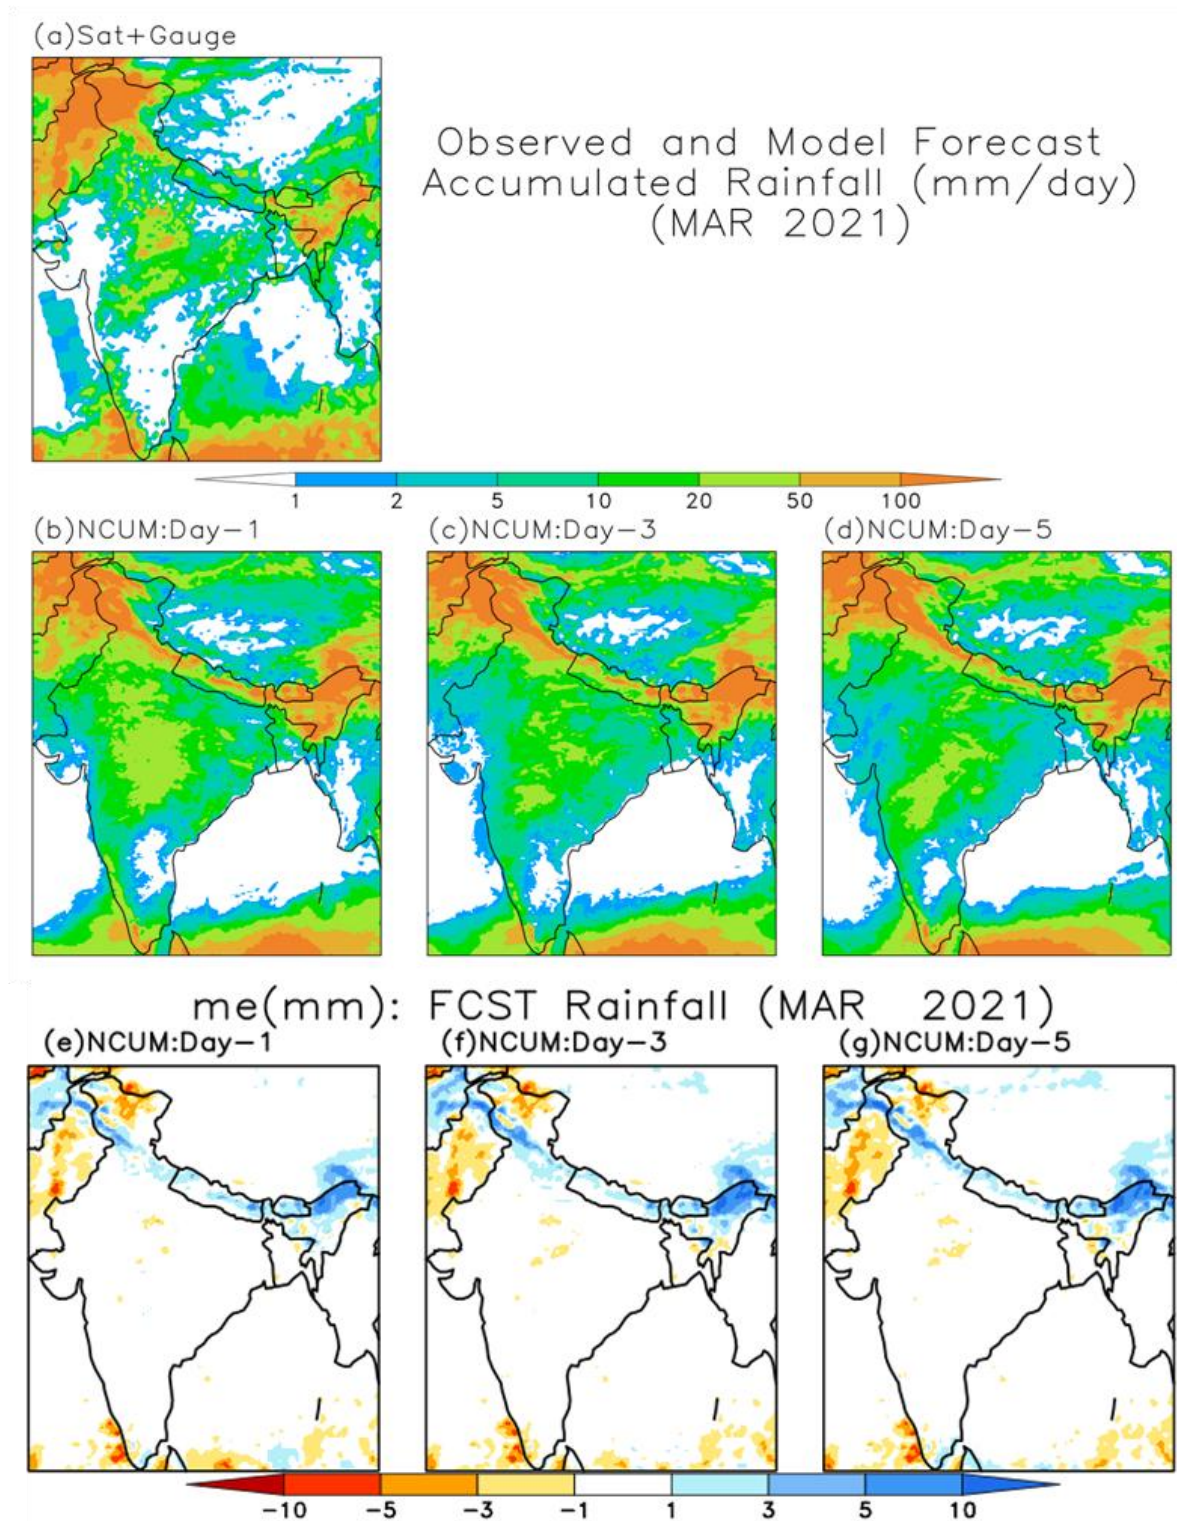 (a)Sat+Gauge
Observed and Model Forecast
Accumulated Rainfall (mm/day)
(MAR 2021)
1 2 5 10 20 50 100
(b)NCUM:Day-1 (c)NCUM:Day-3 (d)NCUM:Day-5
me(mm): FCST Rainfall (MAR 2021)
(e)NCUM:Day-1 (f)NCUM:Day-3 (g)NCUM:Day-5
-10 -5 -3 -1 1 3 5 10